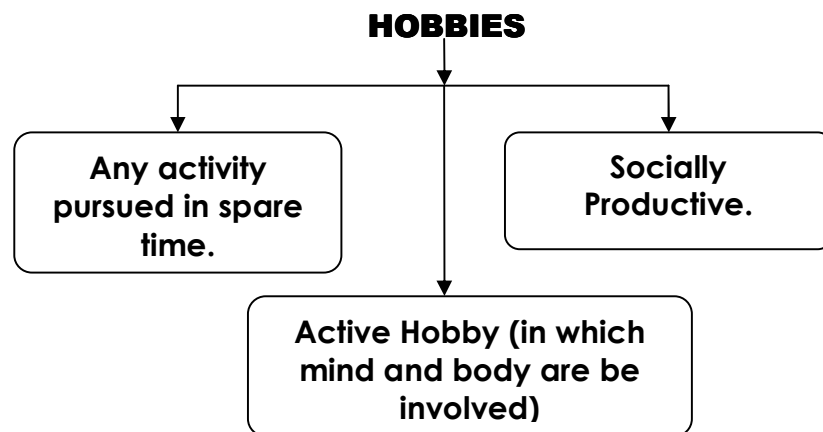 HOBBIES
Any activity
pursued in spare
time.
Socially
Productive.
Active Hobby (in which
mind and body are be
involved)